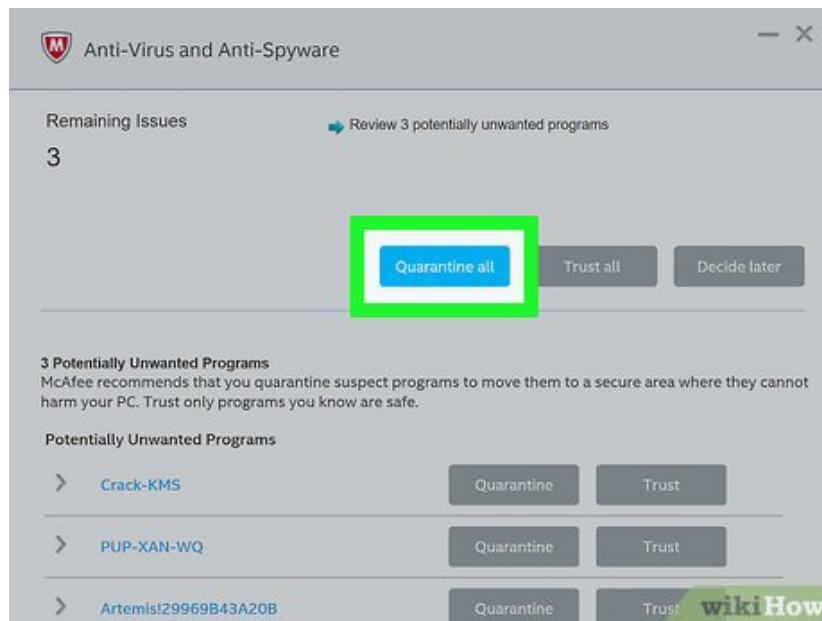 Anti-Virus and Anti-Spyware
Remaining Issues
Review 3 potentially unwanted programs
3
Quarantine all
Trust all
Decide later
3 Potentially Unwanted Programs
McAfee recommends that you quarantine suspect programs to move them to a secure area where they cannot
harm your PC. Trust only programs you know are safe.
Potentially Unwanted Programs
Crack-KMS
Quarantine
Trust
PUP-XAN-WQ
Quarantine
Trust
Artemis!29969B43A20B
Quarantine
Trust
wikiHow